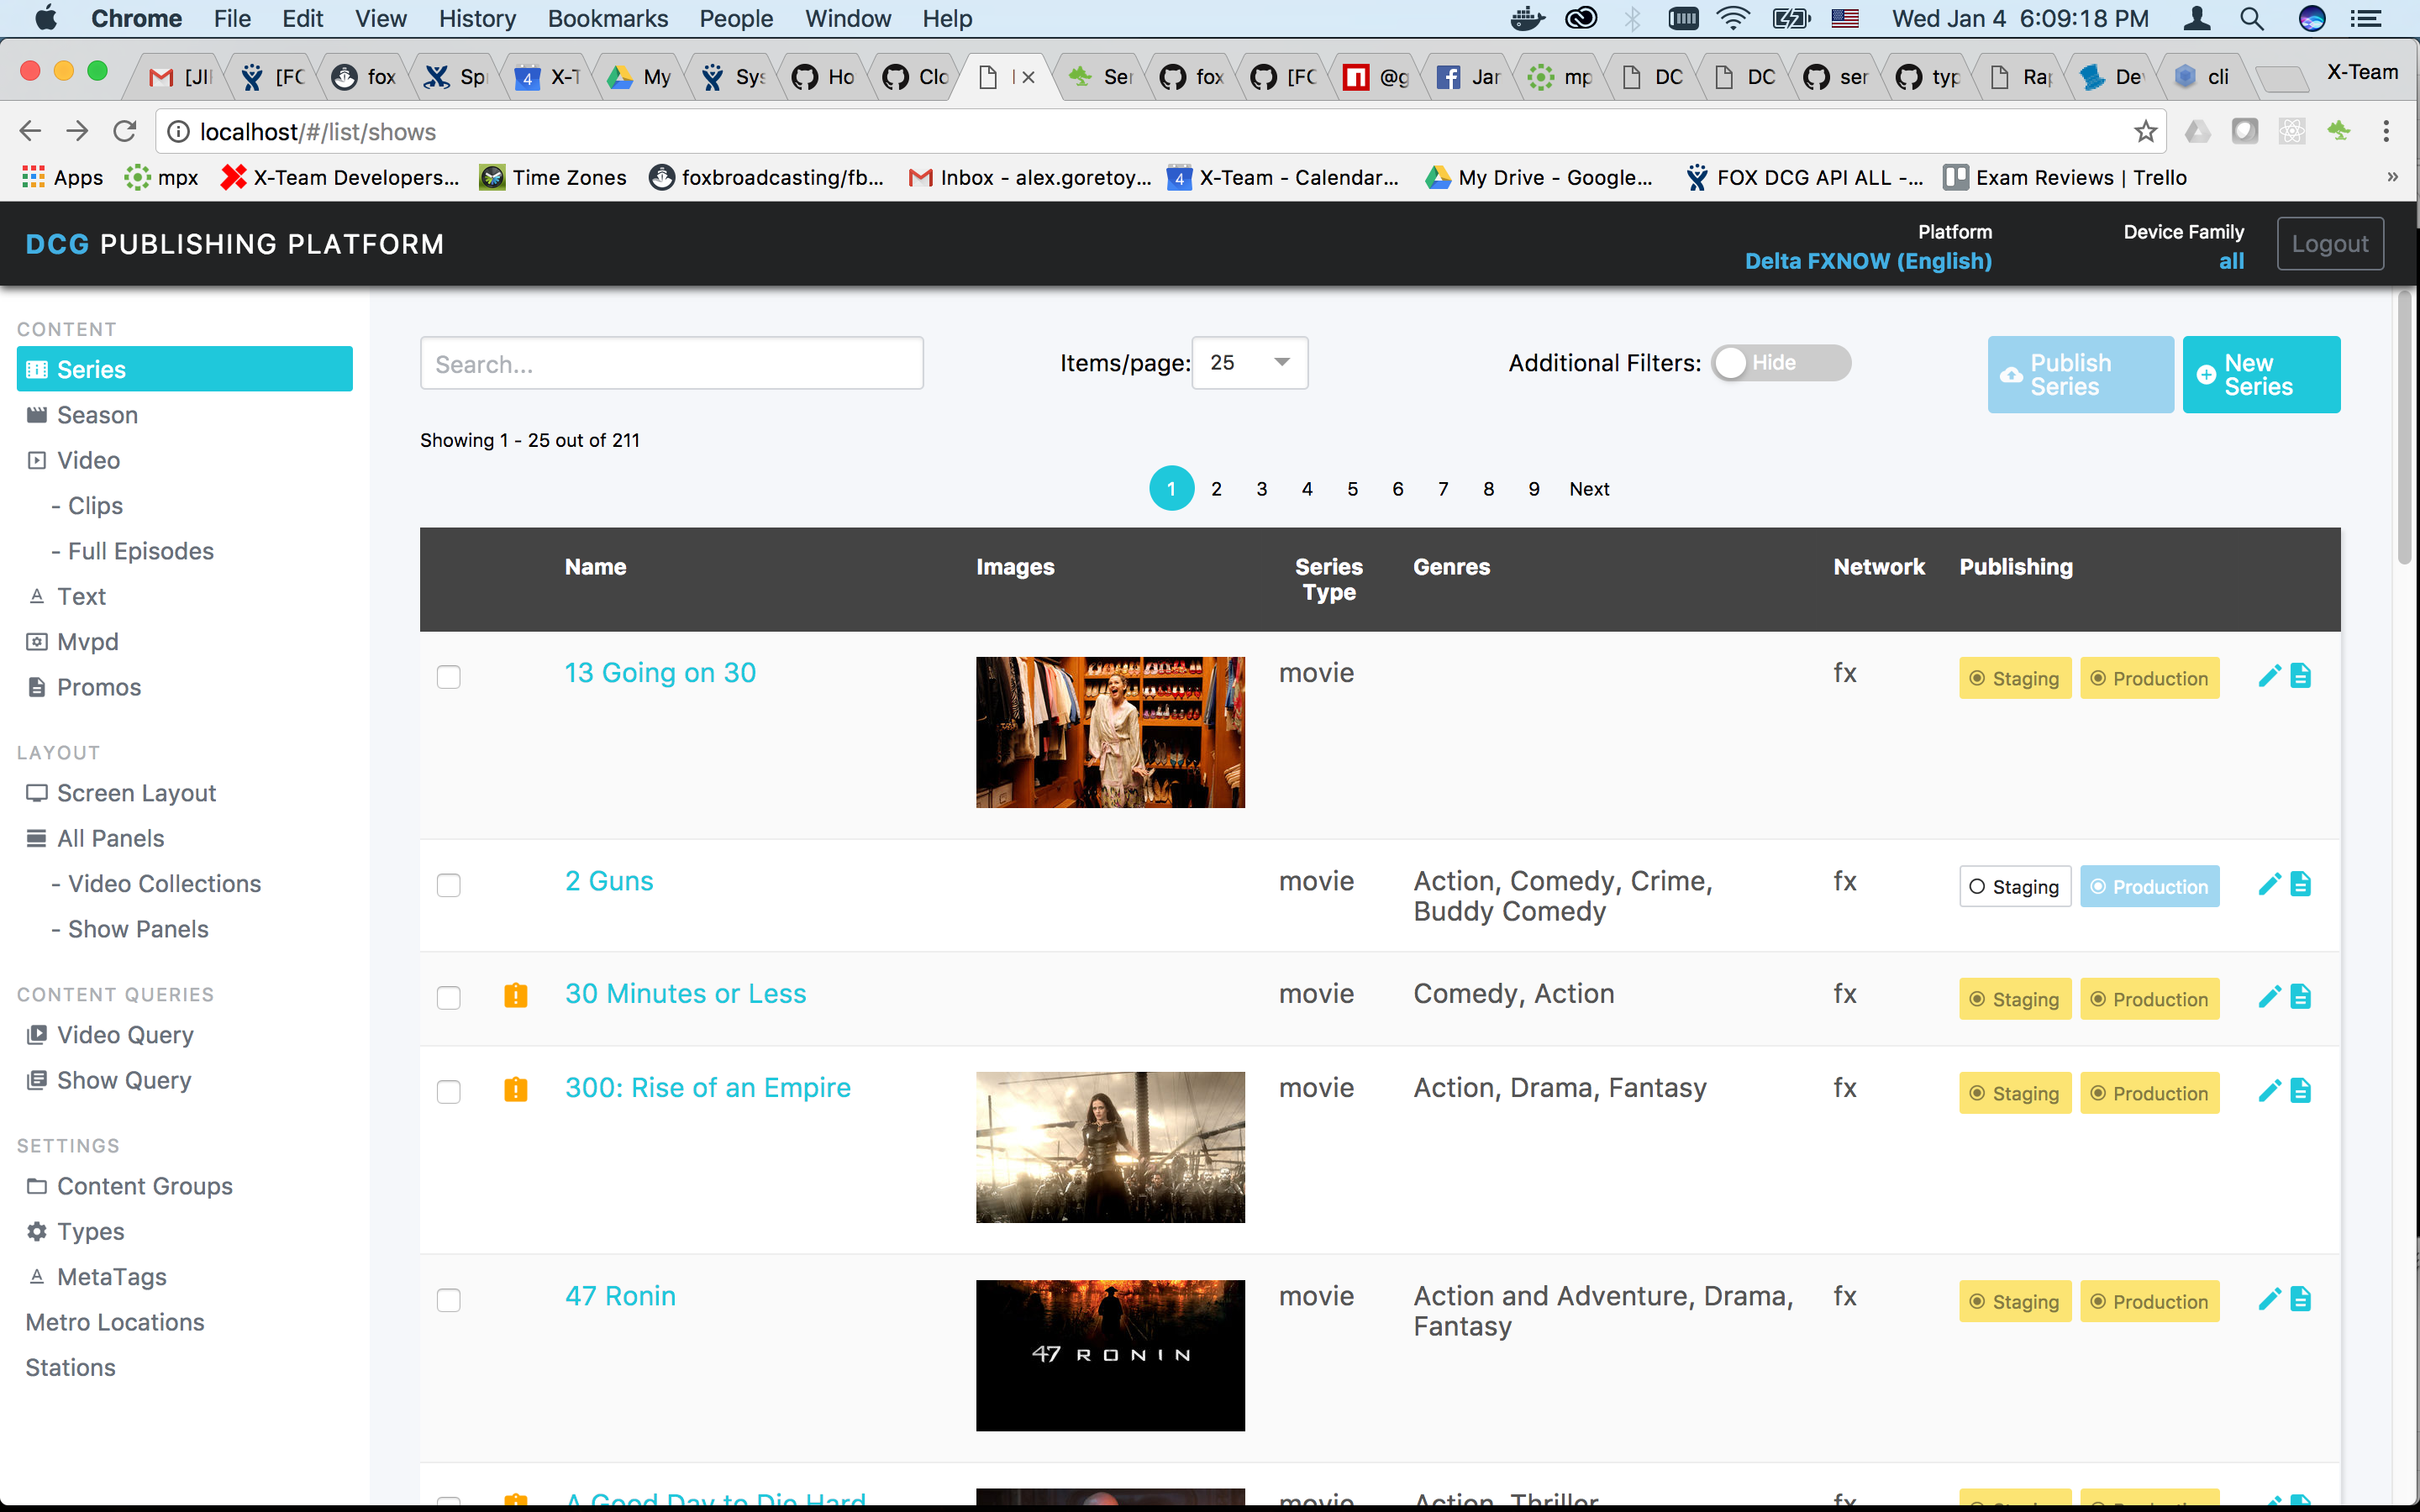 Chrome File Edit View History Bookmarks People Window Help Wed Jan 4 6:09:18 PM
[JI [FC fox Sp 4 X-T My Sys Ho Clo Ser fox [FC @g Jar mp DC DC ser typ Ra De cli X-Team
localhost/#/list/shows
Apps mpx X-Team Developers... Time Zones foxbroadcasting/fb... Inbox - alex.goretoy... 4 X-Team - Calendar... My Drive - Google... FOX DCG API ALL -... Exam Reviews | Trello »
DCG PUBLISHING PLATFORM
Platform
Delta FXNOW (English)
Device Family
all
Logout
CONTENT
Series
Season
Video
- Clips
- Full Episodes
Text
Mvpd
Promos
LAYOUT
Screen Layout
All Panels
- Video Collections
- Show Panels
CONTENT QUERIES
Video Query
Show Query
SETTINGS
Content Groups
Types
MetaTags
Metro Locations
Stations
Search...
Items/page: 25
Additional Filters: Hide
Publish
Series
New
Series
Showing 1 - 25 out of 211
1 2 3 4 5 6 7 8 9 Next
Name Images Series Type Genres Network Publishing
13 Going on 30 movie fx Staging Production
2 Guns movie Action, Comedy, Crime, fx Staging Production
Buddy Comedy
30 Minutes or Less movie Comedy, Action fx Staging Production
300: Rise of an Empire movie Action, Drama, Fantasy fx Staging Production
47 Ronin movie Action and Adventure, Drama, fx Staging Production
Fantasy
47 RONIN
A Good Day to Die Hard movie Action, Thriller fx Staging Production